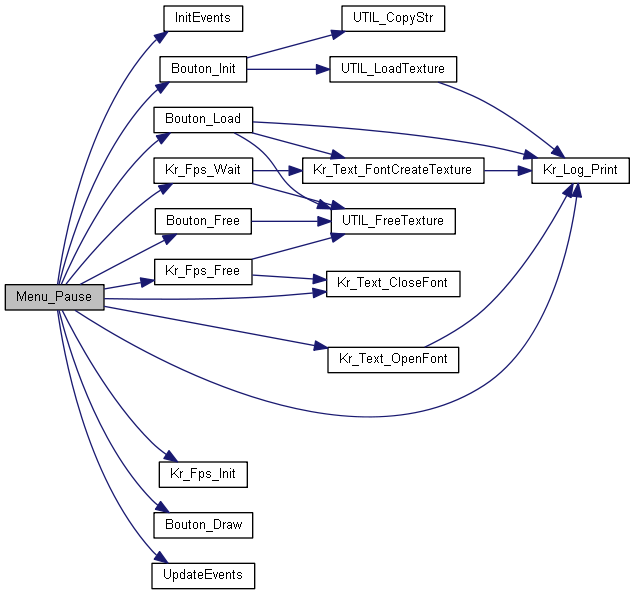 InitEvents
UTIL_CopyStr
Bouton_Init
UTIL_LoadTexture
Bouton_Load
Kr_Fps_Wait
Kr_Text_FontCreateTexture
Kr_Log_Print
Bouton_Free
UTIL_FreeTexture
Kr_Fps_Free
Kr_Text_CloseFont
Menu_Pause
Kr_Text_OpenFont
Kr_Fps_Init
Bouton_Draw
UpdateEvents